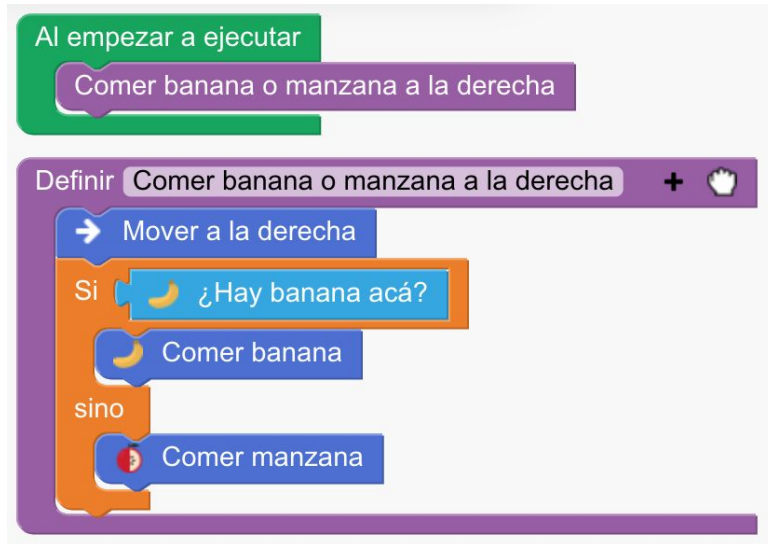 Al empezar a ejecutar
Comer banana o manzana a la derecha
Definir Comer banana o manzana a la derecha
Mover a la derecha
Si ¿Hay banana acá?
Comer banana
sino
Comer manzana